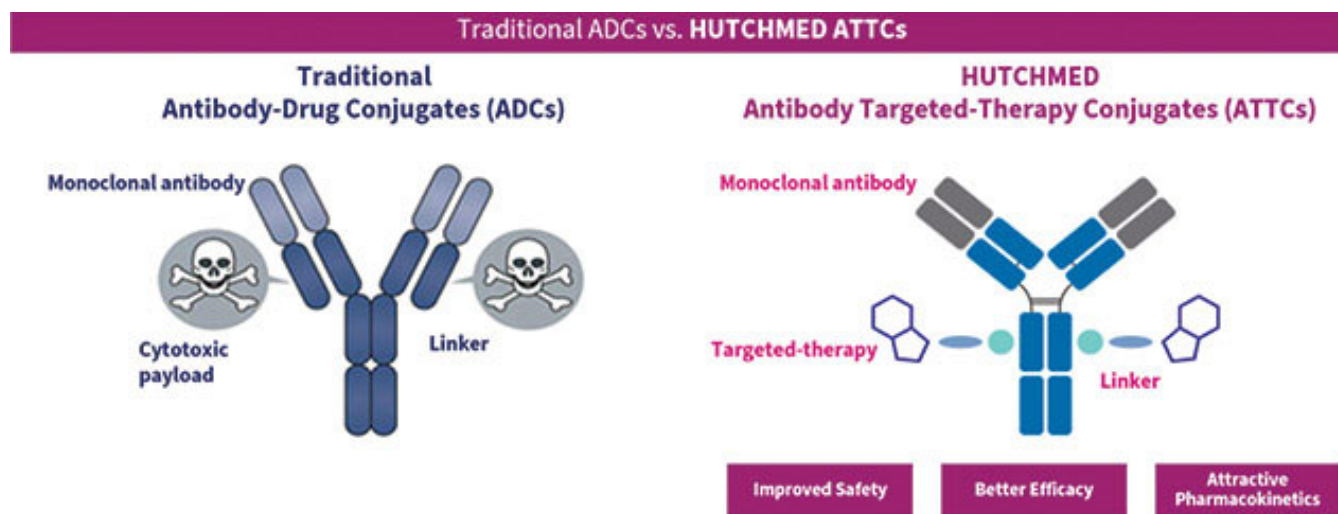 Traditional ADCs vs. HUTCHMED ATTCs
Traditional
Antibody-Drug Conjugates (ADCs)
Monoclonal antibody
Cytotoxic
payload
Linker
HUTCHMED
Antibody Targeted-Therapy Conjugates (ATTCs)
Monoclonal antibody
Targeted-therapy
Linker
Improved Safety
Better Efficacy
Attractive
Pharmacokinetics